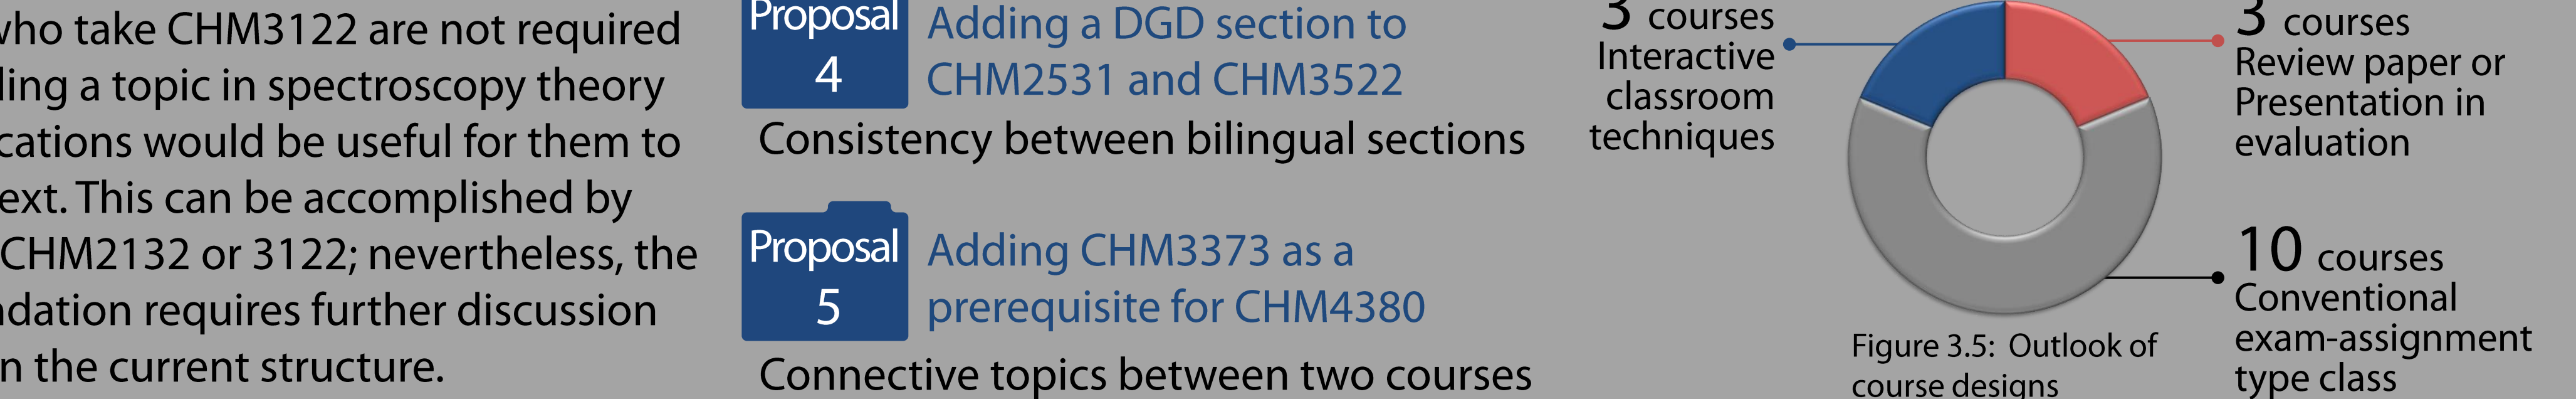 who take CHM3122 are not required
ling a topic in spectroscopy theory
cations would be useful for them to
ext. This can be accomplished by
CHM2132 or 3122; nevertheless, the
dation requires further discussion
n the current structure.
Proposal
4
Adding a DGD section to
CHM2531 and CHM3522
Consistency between bilingual sections
Proposal
5
Adding CHM3373 as a
prerequisite for CHM4380
Connective topics between two courses
3 courses
Interactive
classroom
techniques
3 courses
Review paper or
Presentation in
evaluation
10 courses
Conventional
exam-assignment
type class
Figure 3.5: Outlook of
course designs